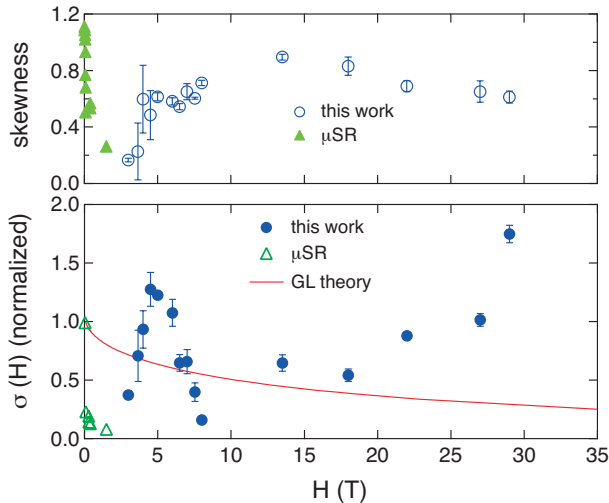 1.2
0.8
0.4
0.0
skewness
this work
μSR
2.0
1.5
1.0
0.5
0.0
σ (H) (normalized)
this work
μSR
GL theory
0 5 10 15 20 25 30 35
H (T)